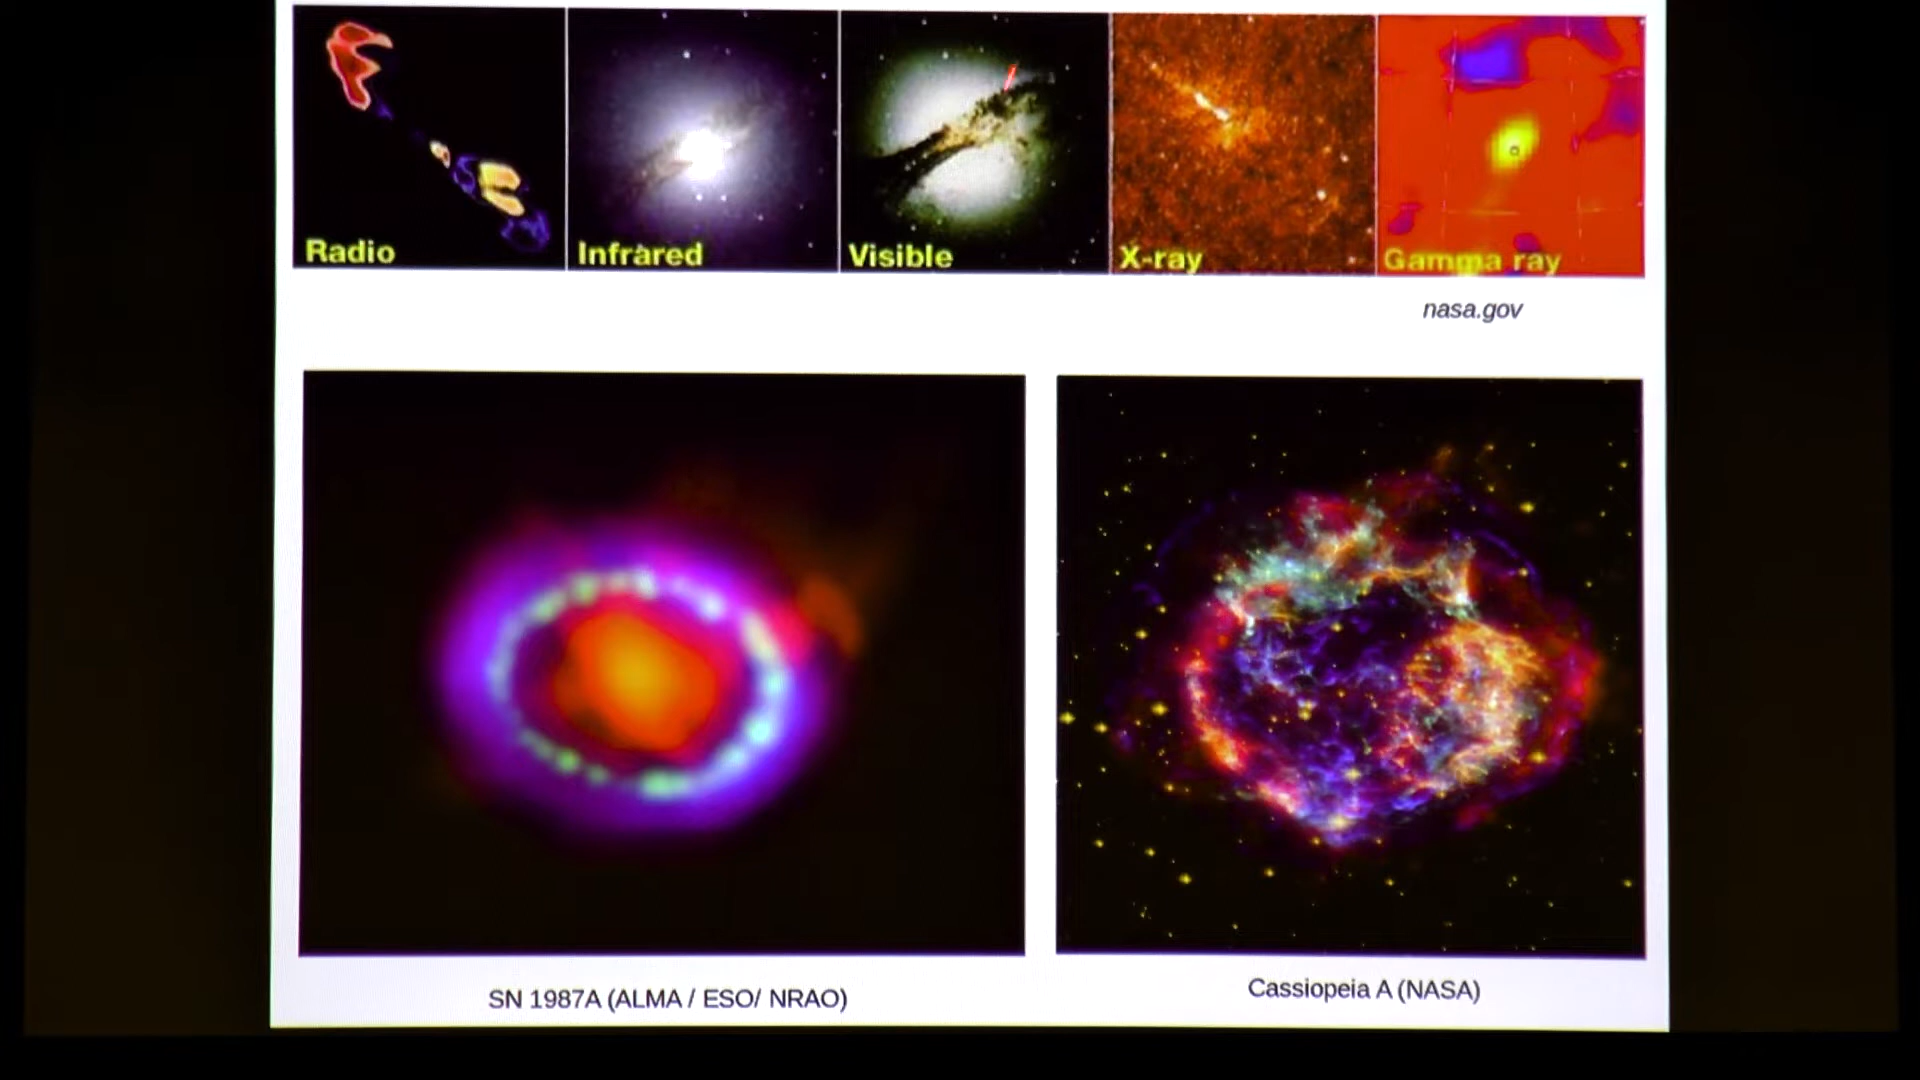 Radio
Infrared
Visible
X-ray
Gamma ray
nasa.gov
SN 1987A (ALMA / ESO/ NRAO)
Cassiopeia A (NASA)